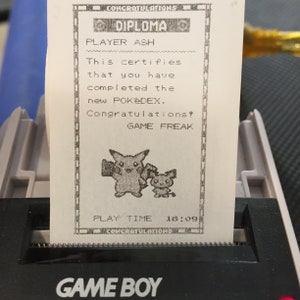 CONGRATULATIONS
DIPLOMA
PLAYER ASH
This certifies
that you have
completed the
new POKéDEX.
Congratulations!
GAME FREAK
PLAY TIME 16:09
CONGRATULATIONS
GAME BOY